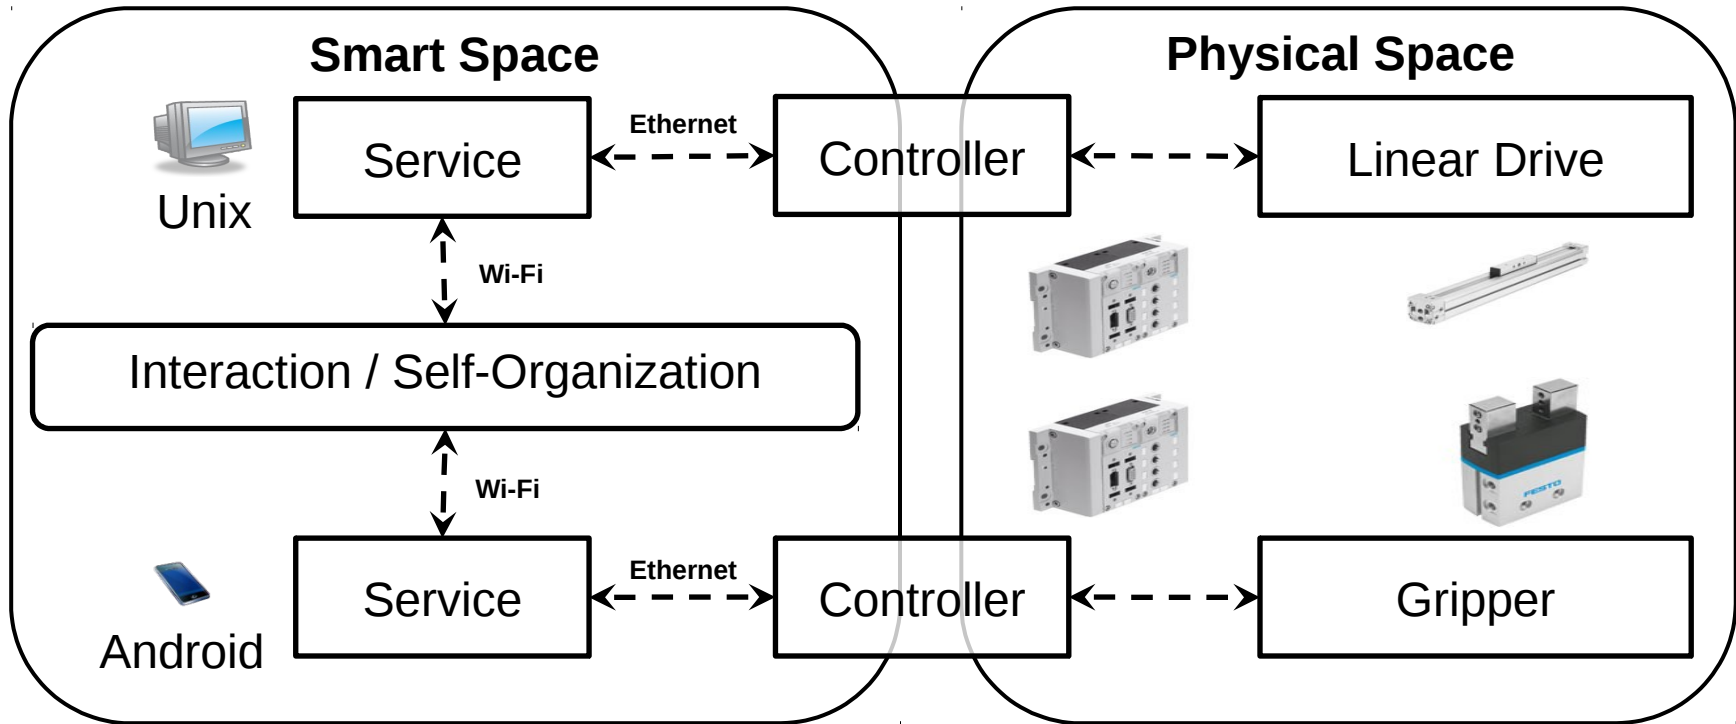 Smart Space
Physical Space
Unix
Service
Ethernet
Controller
Linear Drive
Wi-Fi
Interaction / Self-Organization
Wi-Fi
FESTO
Android
Service
Ethernet
Controller
Gripper